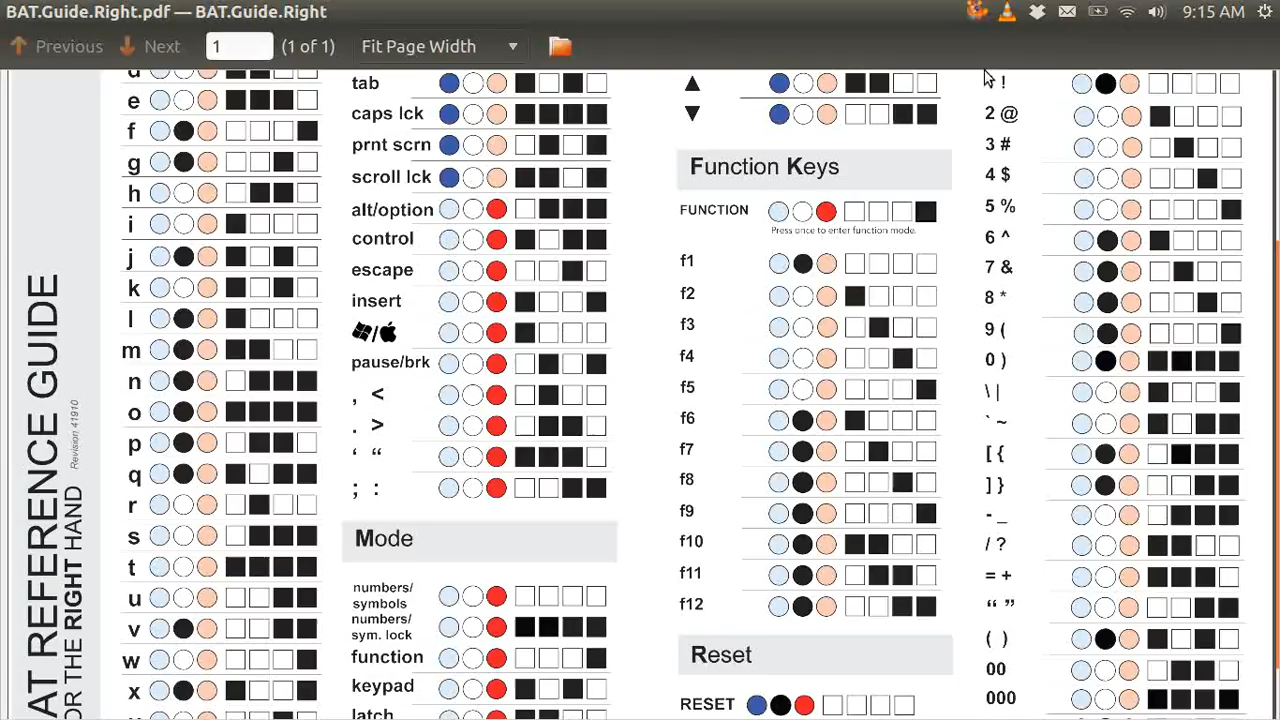 BAT.Guide.Right.pdf — BAT.Guide.Right
9:15 AM
Previous
Next
1
(1 of 1)
Fit Page Width
AT REFERENCE GUIDE
OR THE RIGHT HAND
Revision 41910
d
e
f
g
h
i
j
k
l
m
n
o
p
q
r
s
t
u
v
w
x
tab
caps lck
prnt scrn
scroll lck
alt/option
control
escape
insert
/
pause/brk
, <
. >
‘ “
; :
Mode
numbers/
symbols
numbers/
sym. lock
function
keypad
latch
▲
▼
Function Keys
FUNCTION
Press once to enter function mode.
f1
f2
f3
f4
f5
f6
f7
f8
f9
f10
f11
f12
Reset
RESET
!
2 @
3 #
4 $
5 %
6 ^
7 &
8 *
9 (
0 )
\ |
` ~
[ {
] }
- _
/ ?
= +
“ ”
( )
00
000